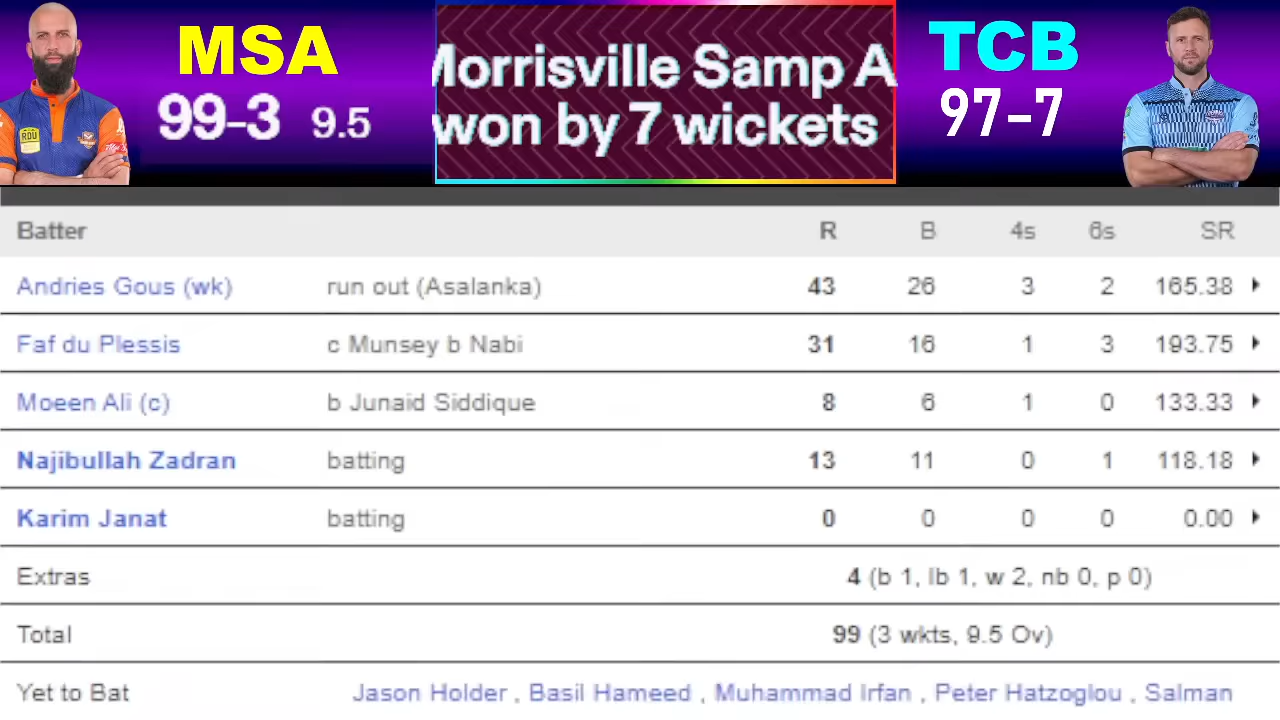 MSA
99-3 9.5
Morrisville Samp A
won by 7 wickets
TCB
97-7
RDU
Batter R B 4s 6s SR
Andries Gous (wk) run out (Asalanka) 43 26 3 2 165.38
Faf du Plessis c Munsey b Nabi 31 16 1 3 193.75
Moeen Ali (c) b Junaid Siddique 8 6 1 0 133.33
Najibullah Zadran batting 13 11 0 1 118.18
Karim Janat batting 0 0 0 0 0.00
Extras 4 (b 1, lb 1, w 2, nb 0, p 0)
Total 99 (3 wkts, 9.5 Ov)
Yet to Bat Jason Holder , Basil Hameed , Muhammad Irfan , Peter Hatzoglou , Salman